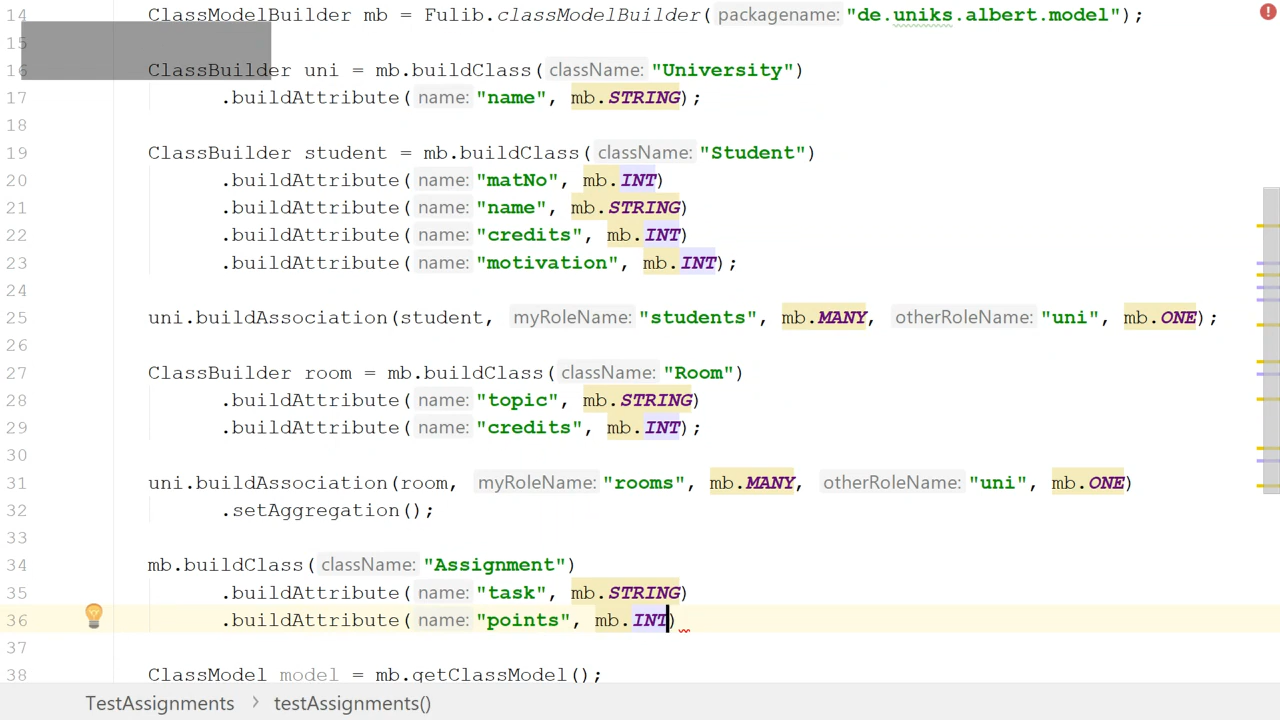 14 ClassModelBuilder mb = Fulib.classModelBuilder( packagename: "de.uniks.albert.model");
15
16 ClassBuilder uni = mb.buildClass( className: "University")
17 .buildAttribute( name: "name", mb.STRING);
18
19 ClassBuilder student = mb.buildClass( className: "Student")
20 .buildAttribute( name: "matNo", mb.INT)
21 .buildAttribute( name: "name", mb.STRING)
22 .buildAttribute( name: "credits", mb.INT)
23 .buildAttribute( name: "motivation", mb.INT);
24
25 uni.buildAssociation(student, myRoleName: "students", mb.MANY, otherRoleName: "uni", mb.ONE);
26
27 ClassBuilder room = mb.buildClass( className: "Room")
28 .buildAttribute( name: "topic", mb.STRING)
29 .buildAttribute( name: "credits", mb.INT);
30
31 uni.buildAssociation(room, myRoleName: "rooms", mb.MANY, otherRoleName: "uni", mb.ONE)
32 .setAggregation();
33
34 mb.buildClass( className: "Assignment")
35 .buildAttribute( name: "task", mb.STRING)
36 .buildAttribute( name: "points", mb.INT)
37
38 ClassModel model = mb.getClassModel();
TestAssignments > testAssignments()